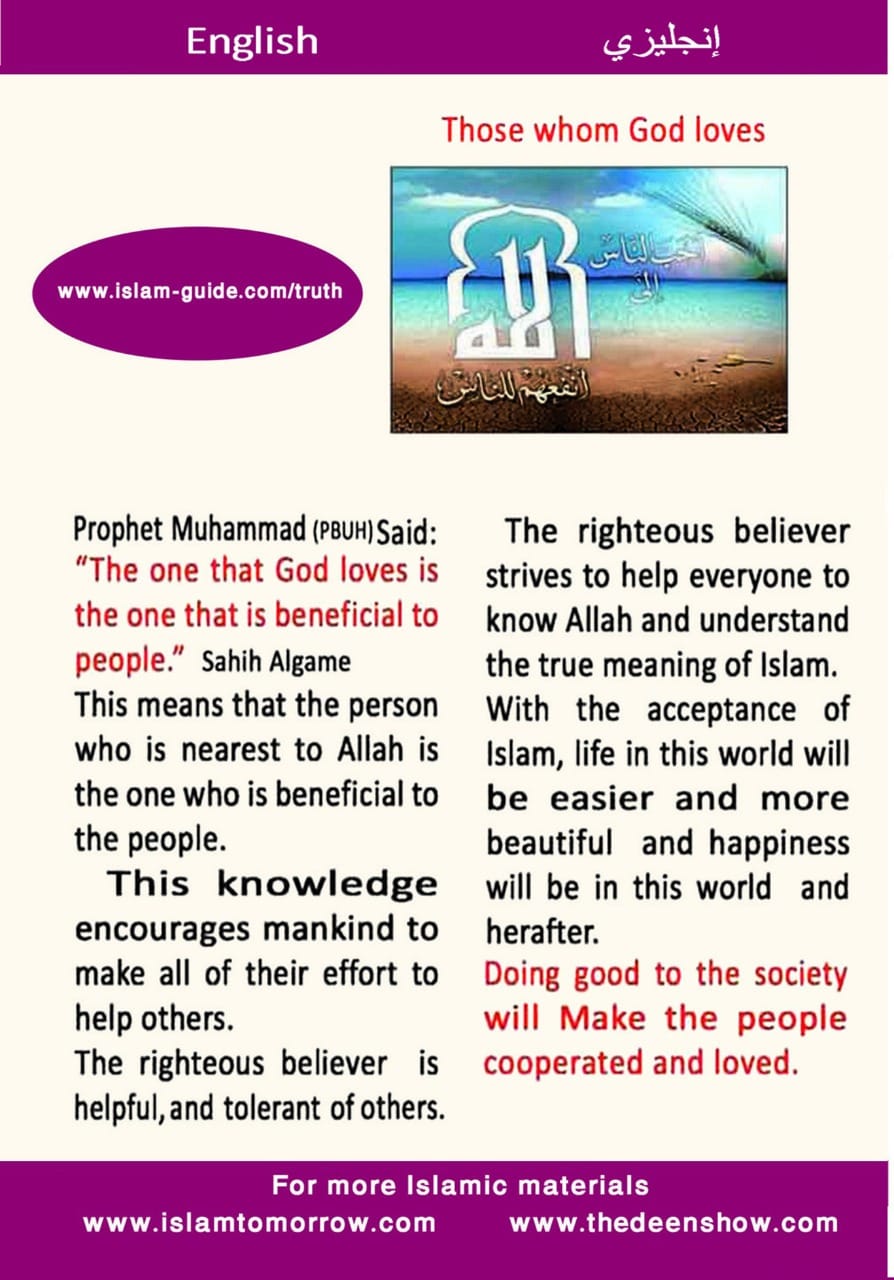 English
إنجليزي
Those whom God loves
www.islam-guide.com/truth
أحب الناس
إلى
الله
أنفعهم للناس
Prophet Muhammad (PBUH) Said:
“The one that God loves is
the one that is beneficial to
people.” Sahih Algame
This means that the person
who is nearest to Allah is
the one who is beneficial to
the people.
This knowledge
encourages mankind to
make all of their effort to
help others.
The righteous believer is
helpful, and tolerant of others.
The righteous believer
strives to help everyone to
know Allah and understand
the true meaning of Islam.
With the acceptance of
Islam, life in this world will
be easier and more
beautiful and happiness
will be in this world and
herafter.
Doing good to the society
will Make the people
cooperated and loved.
For more Islamic materials
www.islamtomorrow.com www.thedeenshow.com